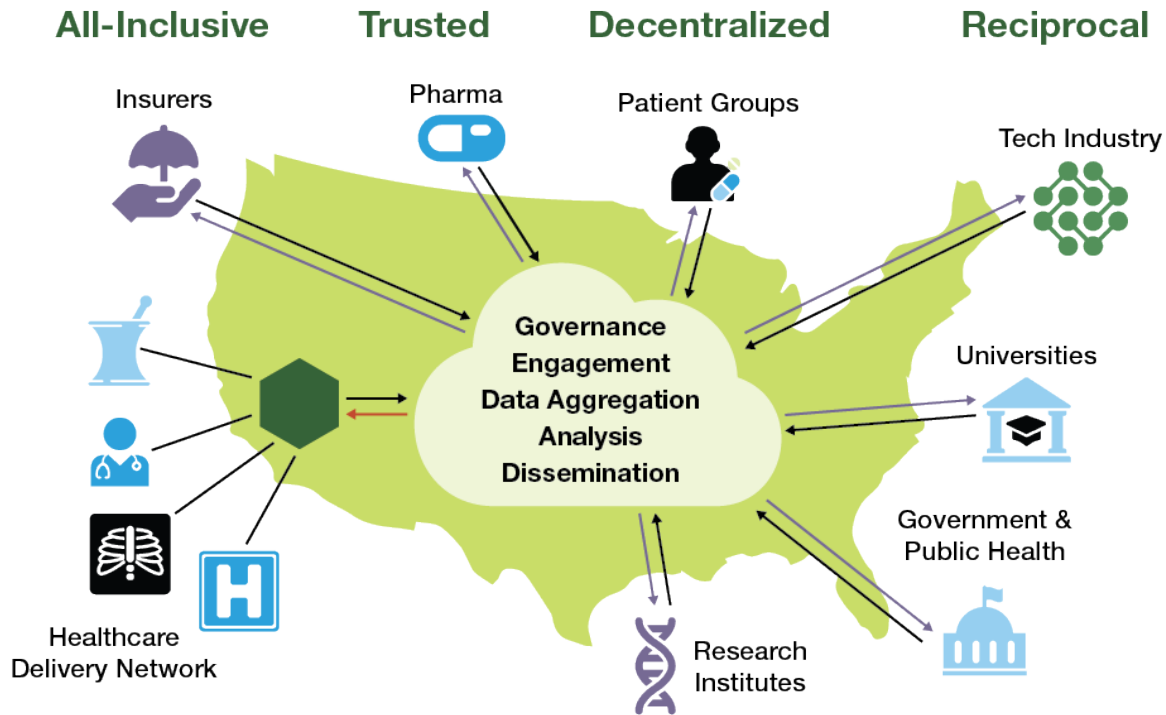 All-Inclusive
Trusted
Decentralized
Reciprocal
Insurers
Pharma
Patient Groups
Tech Industry
Governance
Engagement
Data Aggregation
Analysis
Dissemination
Universities
Government &
Public Health
Healthcare
Delivery Network
H
Research
Institutes